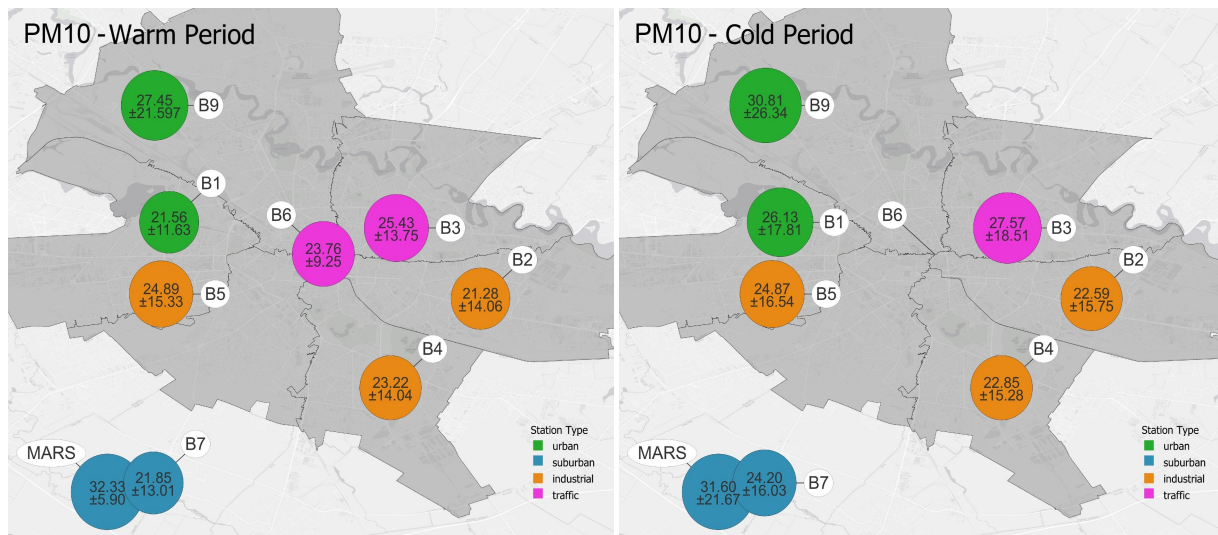 PM10 - Warm Period
27.45
±21.597
B9
B1
21.56
±11.63
B6
23.76
±9.25
25.43
±13.75
B3
B2
21.28
±14.06
24.89
±15.33
B5
B4
23.22
±14.04
MARS
B7
32.33
±5.90
21.85
±13.01
Station Type
urban
suburban
industrial
traffic
PM10 - Cold Period
30.81
±26.34
B9
26.13
±17.81
B1
B6
27.57
±18.51
B3
B2
22.59
±15.75
24.87
±16.54
B5
B4
22.85
±15.28
MARS
31.60
±21.67
24.20
±16.03
B7
Station Type
urban
suburban
industrial
traffic